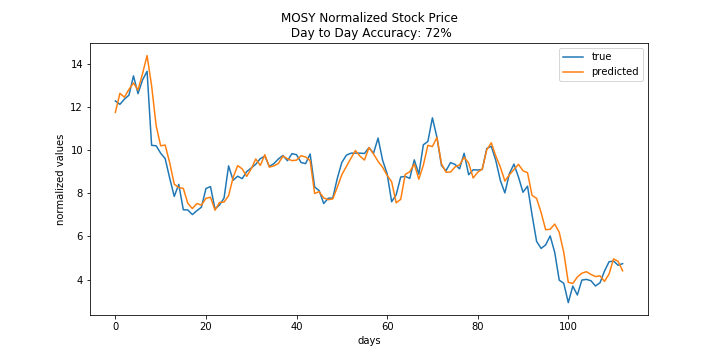 MOSY Normalized Stock Price
Day to Day Accuracy: 72%
true
predicted
normalized values
14
12
10
8
6
4
0 20 40 60 80 100
days